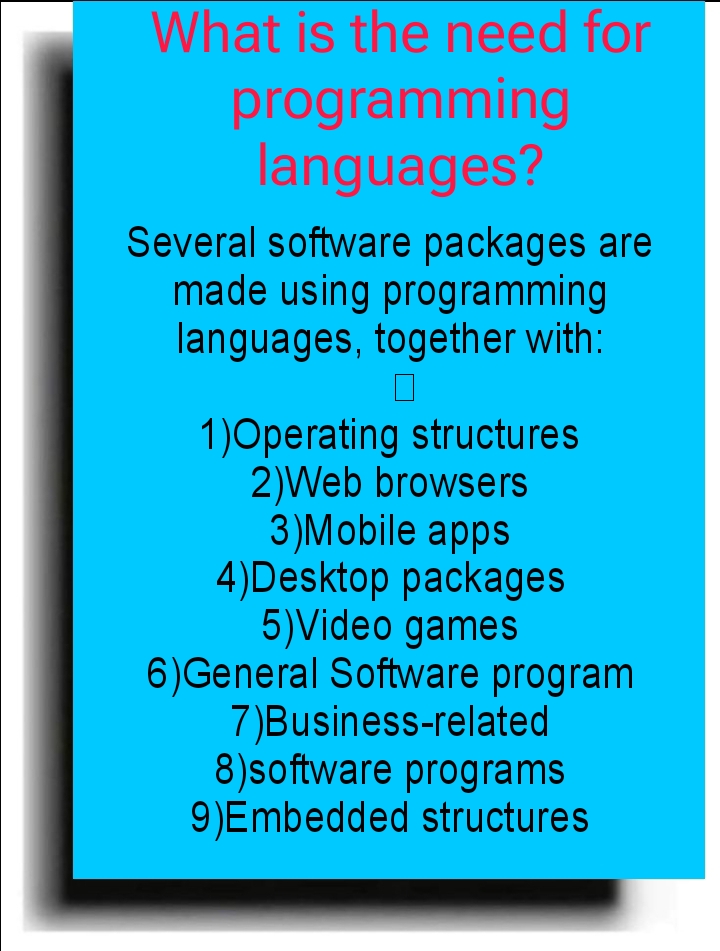 What is the need for
programming
languages?
Several software packages are
made using programming
languages, together with:
1)Operating structures
2)Web browsers
3)Mobile apps
4)Desktop packages
5)Video games
6)General Software program
7)Business-related
8)software programs
9)Embedded structures